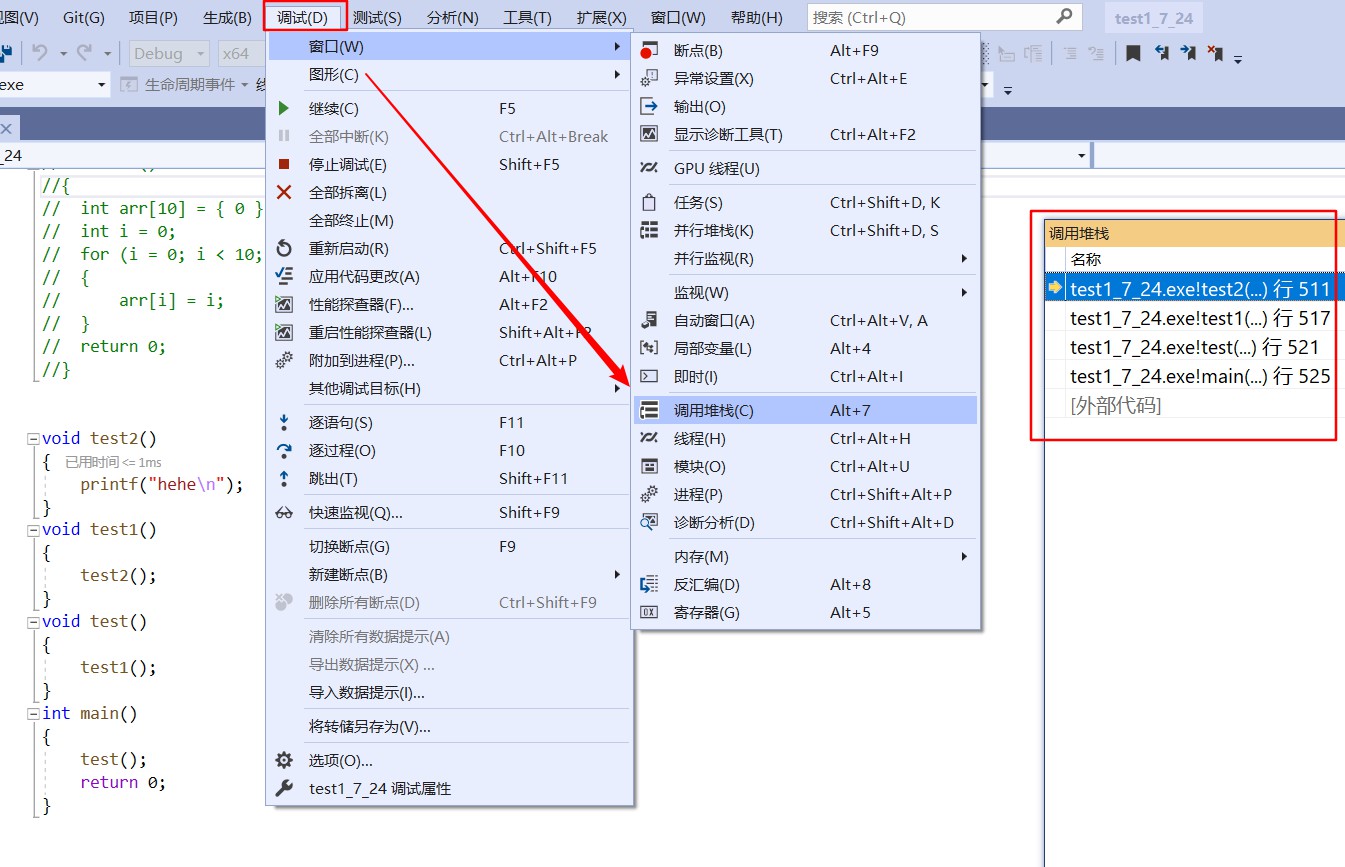 图(V) Git(G) 项目(P) 生成(B) 调试(D) 测试(S) 分析(N) 工具(T) 扩展(X) 窗口(W) 帮助(H) 搜索 (Ctrl+Q) test1_7_24
Debug x64
exe 生命周期事件
_24
//{
// int arr[10] = { 0 }
// int i = 0;
// for (i = 0; i < 10;
// {
// arr[i] = i;
// }
// return 0;
//}
void test2()
{ 已用时间 <= 1ms
printf("hehe\n");
}
void test1()
{
test2();
}
void test()
{
test1();
}
int main()
{
test();
return 0;
}
窗口(W)
图形(C)
继续(C) F5
全部中断(K) Ctrl+Alt+Break
停止调试(E) Shift+F5
全部拆离(L)
全部终止(M)
重新启动(R) Ctrl+Shift+F5
应用代码更改(A) Alt+F10
性能探查器(F)... Alt+F2
重启性能探查器(L) Shift+Alt+F2
附加到进程(P)... Ctrl+Alt+P
其他调试目标(H)
逐语句(S) F11
逐过程(O) F10
跳出(T) Shift+F11
快速监视(Q)... Shift+F9
切换断点(G) F9
新建断点(B)
删除所有断点(D) Ctrl+Shift+F9
清除所有数据提示(A)
导出数据提示(X) ...
导入数据提示(I)...
将转储另存为(V)...
选项(O)...
test1_7_24 调试属性
断点(B) Alt+F9
异常设置(X) Ctrl+Alt+E
输出(O)
显示诊断工具(T) Ctrl+Alt+F2
GPU 线程(U)
任务(S) Ctrl+Shift+D, K
并行堆栈(K) Ctrl+Shift+D, S
并行监视(R)
监视(W)
自动窗口(A) Ctrl+Alt+V, A
局部变量(L) Alt+4
即时(I) Ctrl+Alt+I
调用堆栈(C) Alt+7
线程(H) Ctrl+Alt+H
模块(O) Ctrl+Alt+U
进程(P) Ctrl+Shift+Alt+P
诊断分析(D) Ctrl+Shift+Alt+D
内存(M)
反汇编(D) Alt+8
寄存器(G) Alt+5
调用堆栈
名称
test1_7_24.exe!test2(...) 行 511
test1_7_24.exe!test1(...) 行 517
test1_7_24.exe!test(...) 行 521
test1_7_24.exe!main(...) 行 525
[外部代码]